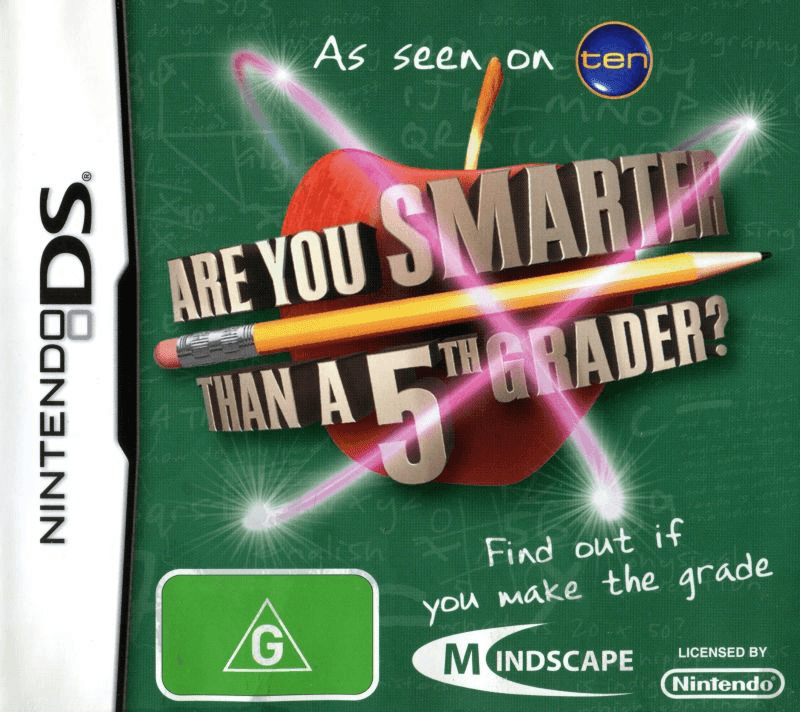 As seen on ten
ARE YOU SMARTER
THAN A 5TH GRADER?
Find out if
you make the grade
G
MINDSCAPE
LICENSED BY
Nintendo
NINTENDO DS®